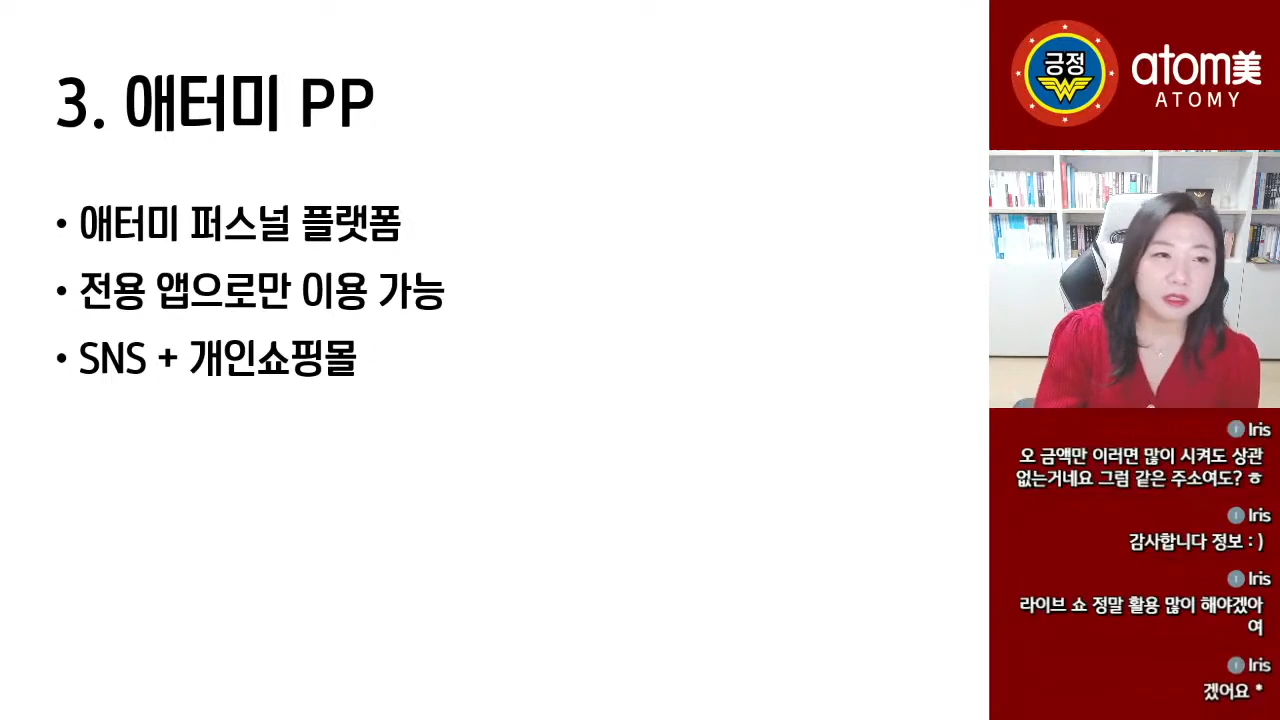 3. 애터미 PP
• 애터미 퍼스널 플랫폼
• 전용 앱으로만 이용 가능
• SNS + 개인쇼핑몰
긍정
atom美
ATOMY
Iris
오 금액만 이러면 많이 시켜도 상관
없는거네요 그럼 같은 주소여도? ㅎ
Iris
감사합니다 정보 : )
Iris
라이브 쇼 정말 활용 많이 해야겠아
여
Iris
겠어요 *